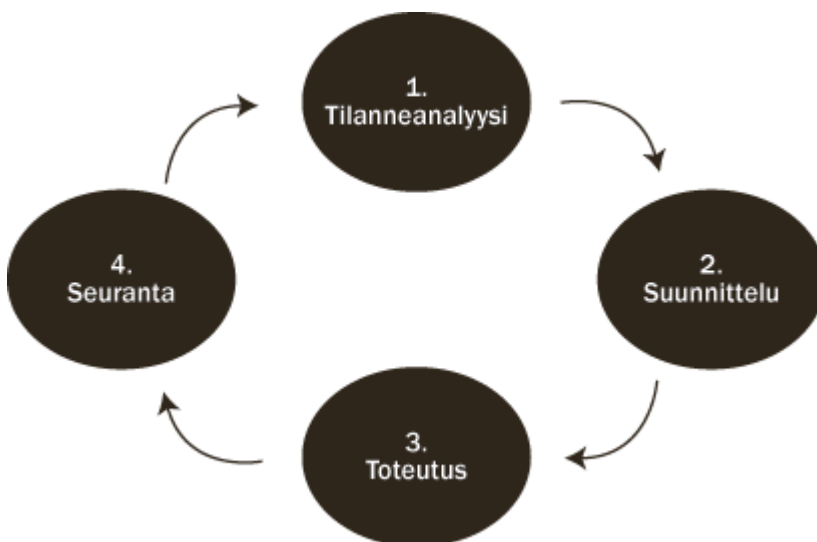 1.
Tilanneanalyysi
2.
Suunnittelu
3.
Toteutus
4.
Seuranta